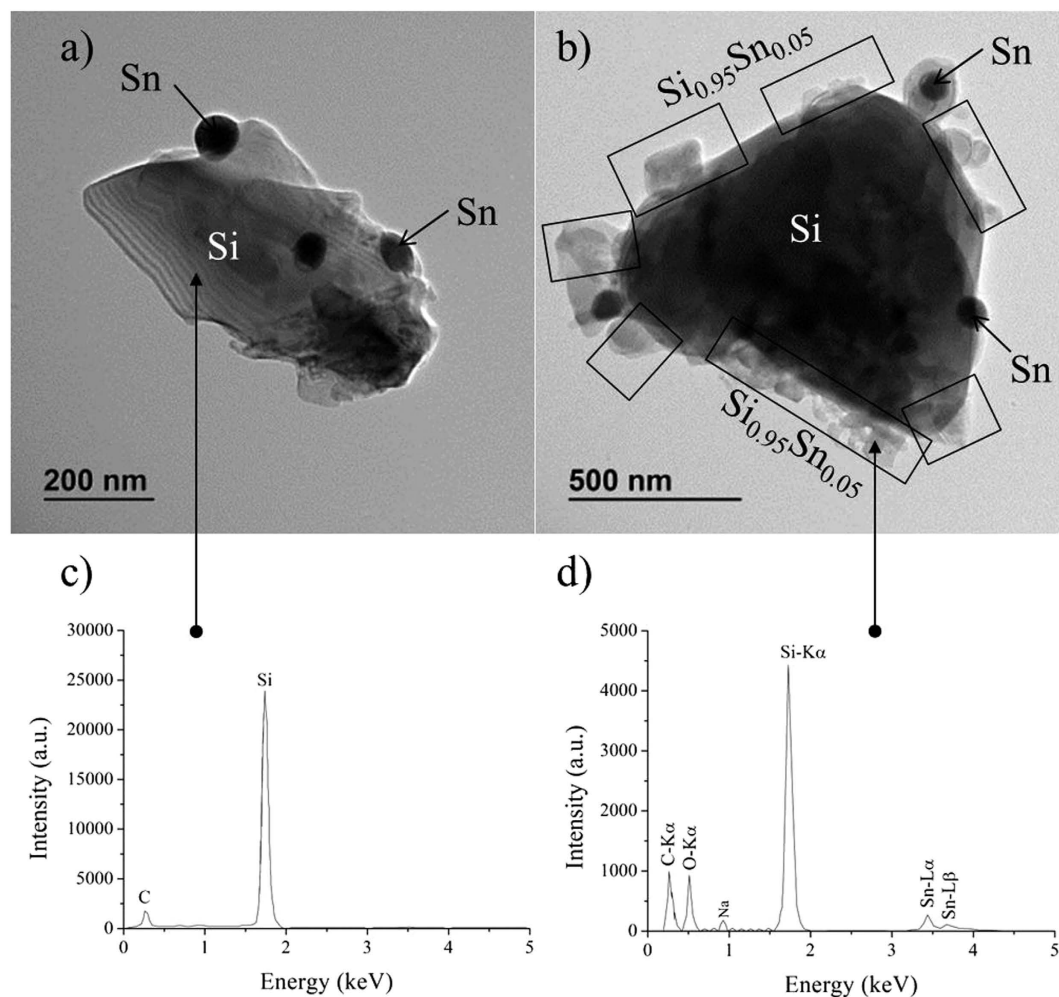 a)
Sn
Sn
Si
200 nm
b)
Si0.95Sn0.05
Sn
Si
Sn
Si0.95Sn0.05
500 nm
c)
30000
25000
20000
15000
10000
5000
0
Intensity (a.u.)
C
Si
0
1
2
3
4
5
Energy (keV)
d)
5000
4000
3000
2000
1000
0
Intensity (a.u.)
C-Kα
O-Kα
Na
Si-Kα
Sn-Lα
Sn-Lβ
1
2
3
4
5
Energy (keV)